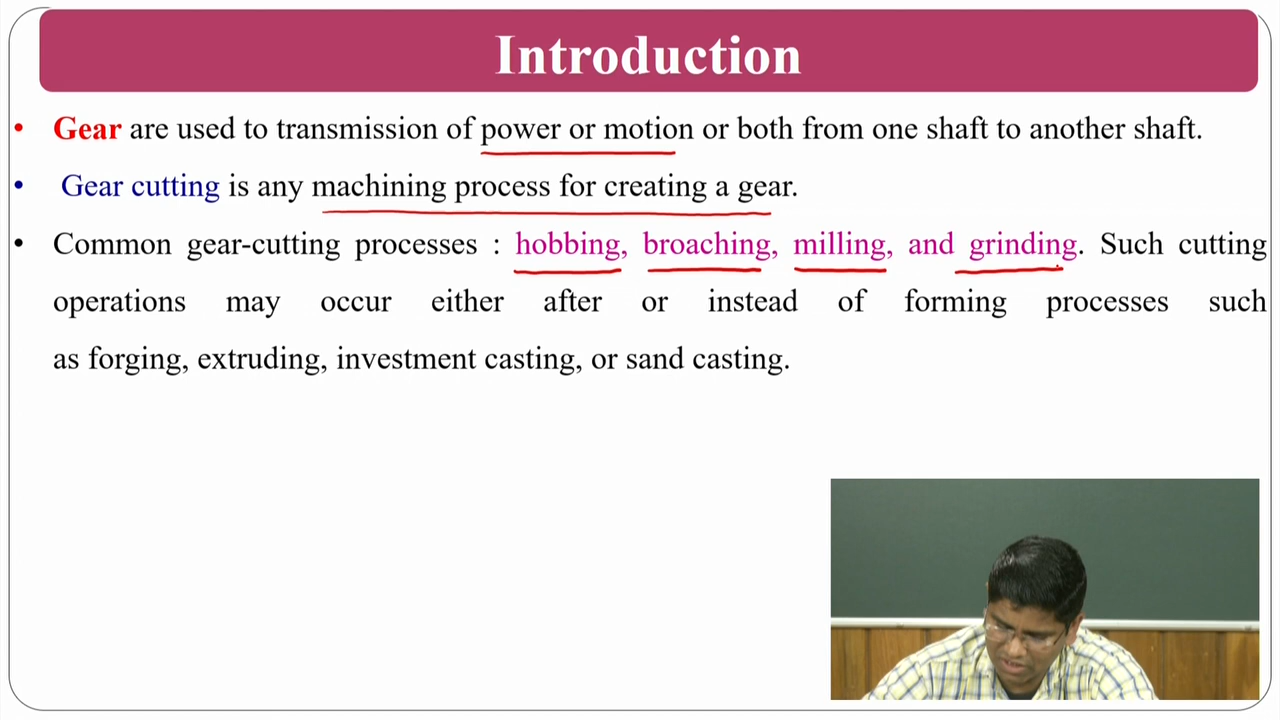 Introduction
• Gear are used to transmission of power or motion or both from one shaft to another shaft.
• Gear cutting is any machining process for creating a gear.
• Common gear-cutting processes : hobbing, broaching, milling, and grinding. Such cutting
operations may occur either after or instead of forming processes such
as forging, extruding, investment casting, or sand casting.